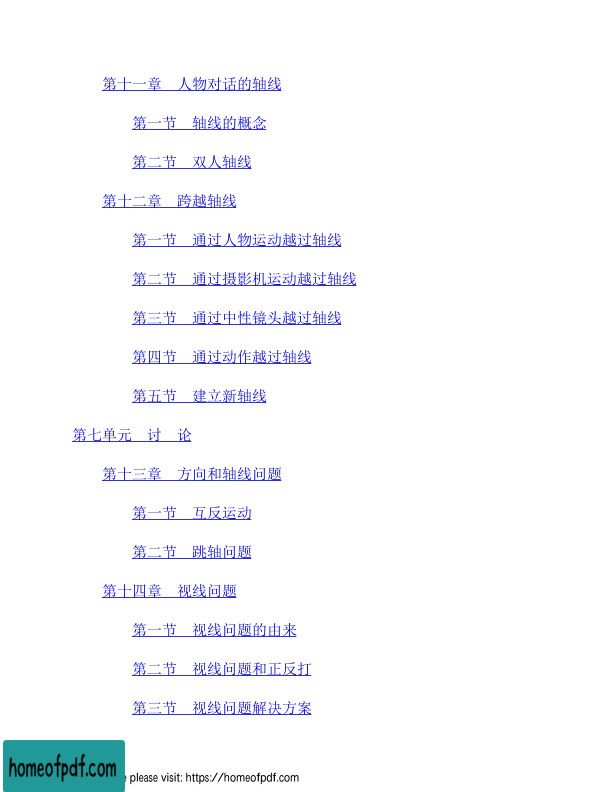 第十一章　人物对话的轴线
第一节　轴线的概念
第二节　双人轴线
第十二章　跨越轴线
第一节　通过人物运动越过轴线
第二节　通过摄影机运动越过轴线
第三节　通过中性镜头越过轴线
第四节　通过动作越过轴线
第五节　建立新轴线
第七单元　讨　论
第十三章　方向和轴线问题
第一节　互反运动
第二节　跳轴问题
第十四章　视线问题
第一节　视线问题的由来
第二节　视线问题和正反打
第三节　视线问题解决方案
homeofpdf.com
please visit: https://homeofpdf.com